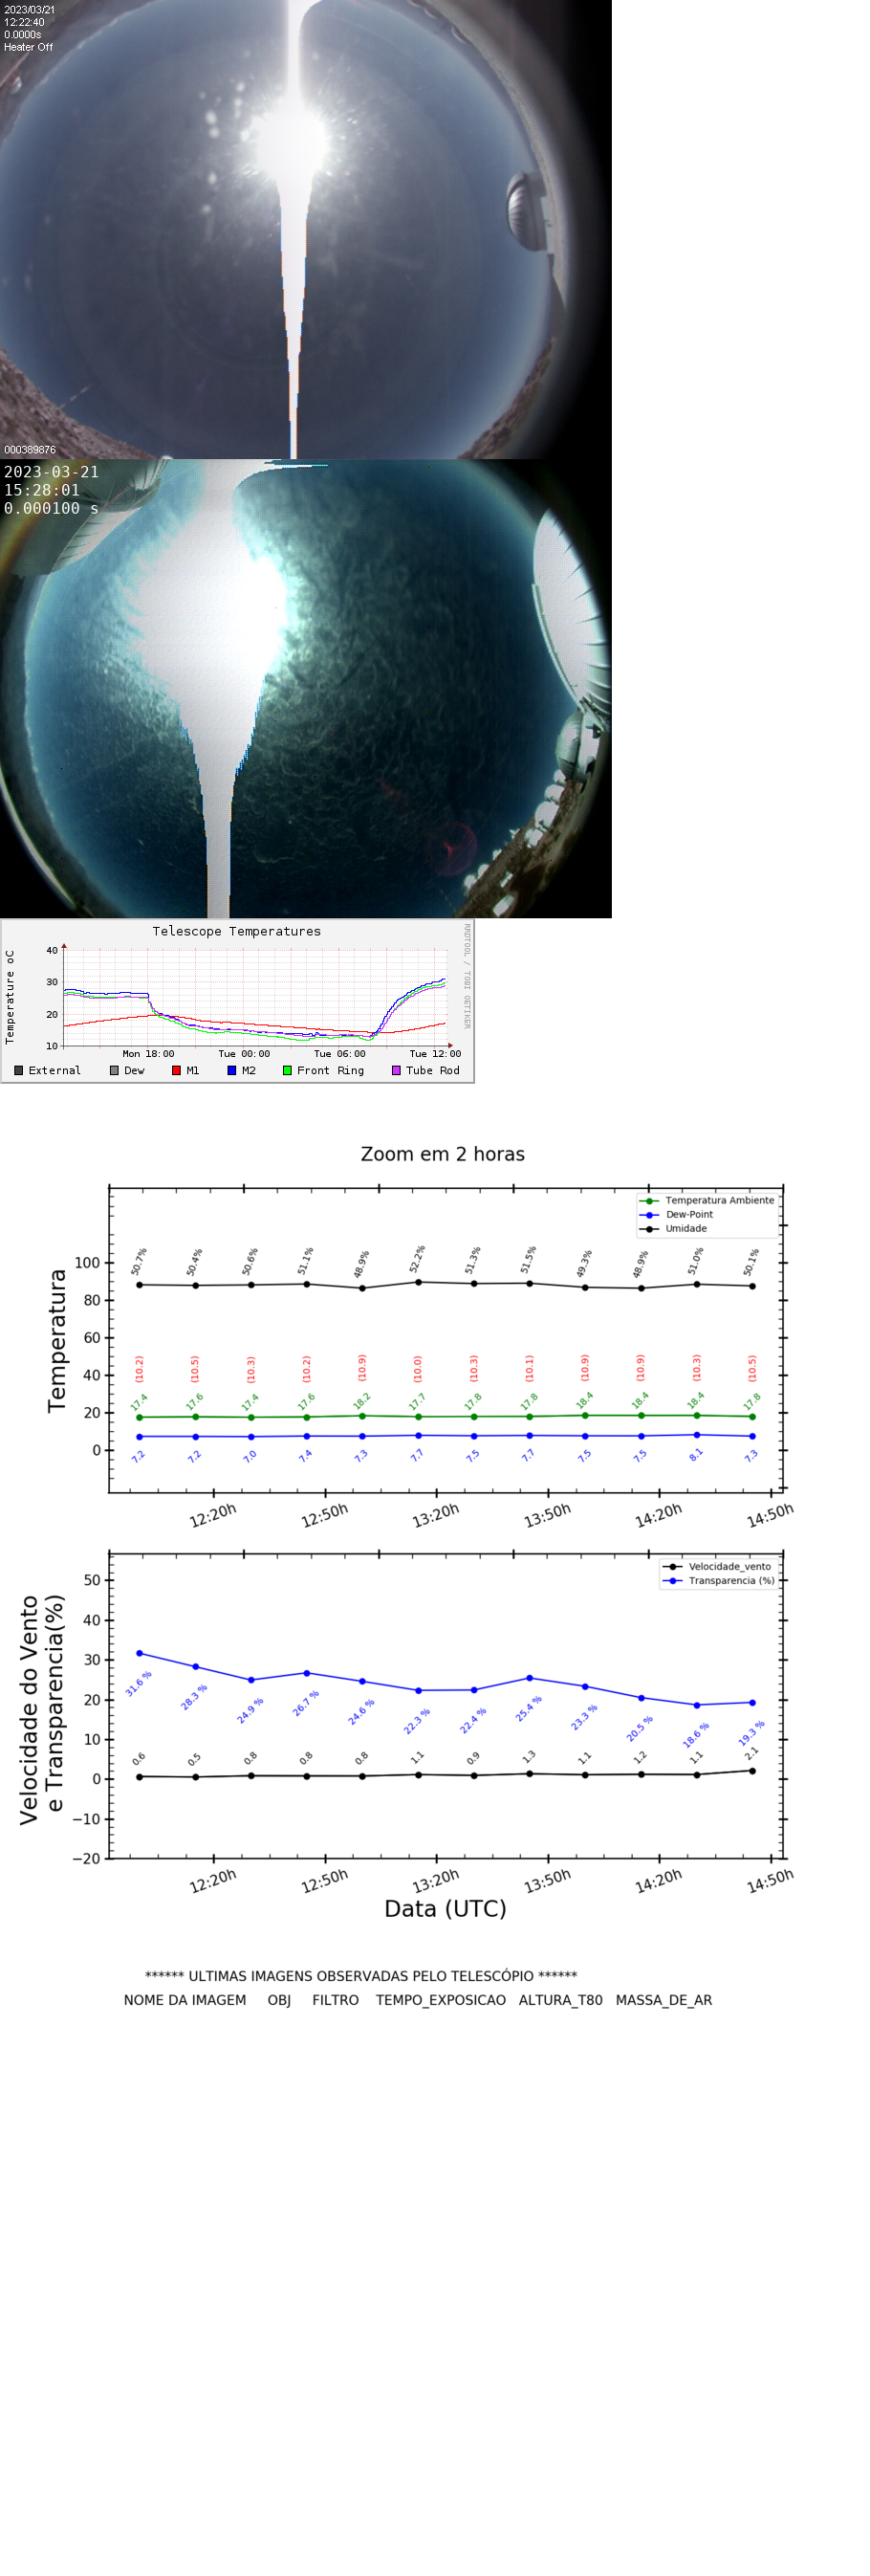 2023/03/21
12:22:40
0.0000s
Heater Off
000389876
2023-03-21
15:28:01
0.000100 s
Telescope Temperatures
RRDTOOL / TOBI OETIKER
Temperature oC
40
30
20
10
Mon 18:00 Tue 00:00 Tue 06:00 Tue 12:00
External Dew M1 M2 Front Ring Tube Rod
Zoom em 2 horas
Temperatura Ambiente
Dew-Point
Umidade
Temperatura
100
80
60
40
20
0
50.7% 50.4% 50.6% 51.1% 48.9% 52.2% 51.3% 51.5% 49.3% 48.9% 51.0% 50.1%
(10.2) (10.5) (10.3) (10.2) (10.9) (10.0) (10.3) (10.1) (10.9) (10.9) (10.3) (10.5)
17.4 17.6 17.4 17.6 18.2 17.7 17.8 17.8 18.4 18.4 18.4 17.8
7.2 7.2 7.0 7.4 7.3 7.7 7.5 7.7 7.5 7.5 8.1 7.3
12:20h 12:50h 13:20h 13:50h 14:20h 14:50h
Velocidade_vento
Transparencia (%)
Velocidade do Vento
e Transparencia(%)
50
40
30
20
10
0
−10
−20
31.6 % 28.3 % 24.9 % 26.7 % 24.6 % 22.3 % 22.4 % 25.4 % 23.3 % 20.5 % 18.6 % 19.3 %
0.6 0.5 0.8 0.8 0.8 1.1 0.9 1.3 1.1 1.2 1.1 2.1
12:20h 12:50h 13:20h 13:50h 14:20h 14:50h
Data (UTC)
****** ULTIMAS IMAGENS OBSERVADAS PELO TELESCÓPIO ******
NOME DA IMAGEM OBJ FILTRO TEMPO_EXPOSICAO ALTURA_T80 MASSA_DE_AR